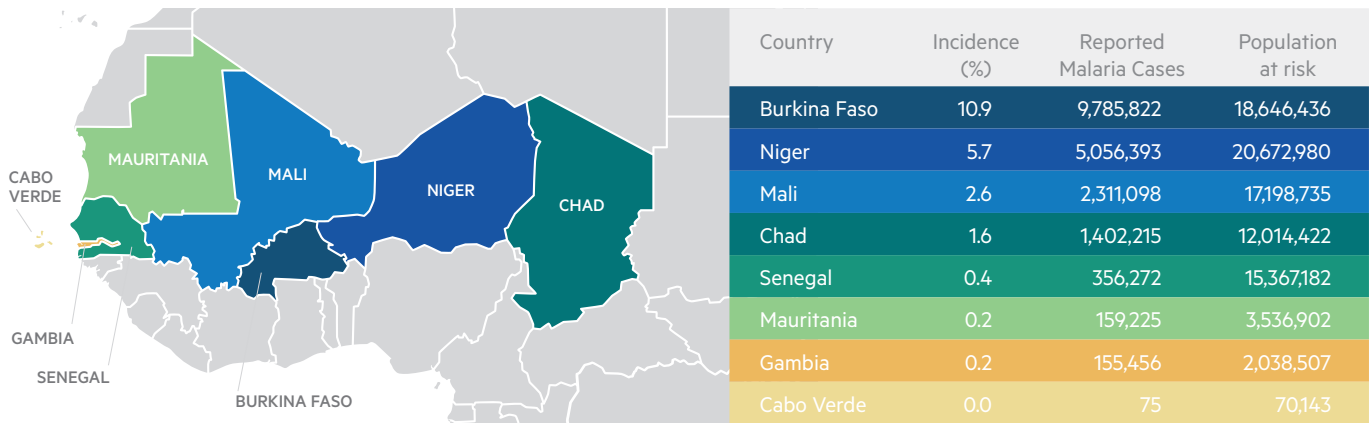 MAURITANIA
CABO
VERDE
MALI
NIGER
CHAD
GAMBIA
SENEGAL
BURKINA FASO
Country Incidence (%) Reported Malaria Cases Population at risk
Burkina Faso 10.9 9,785,822 18,646,436
Niger 5.7 5,056,393 20,672,980
Mali 2.6 2,311,098 17,198,735
Chad 1.6 1,402,215 12,014,422
Senegal 0.4 356,272 15,367,182
Mauritania 0.2 159,225 3,536,902
Gambia 0.2 155,456 2,038,507
Cabo Verde 0.0 75 70,143